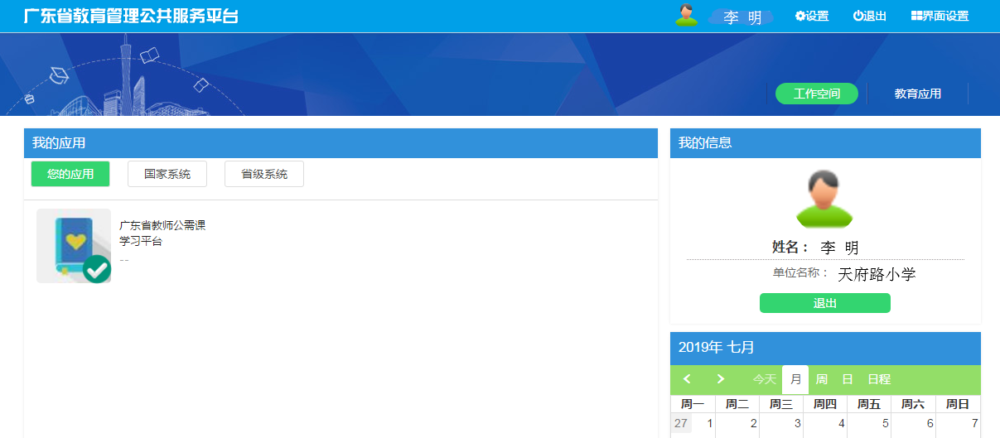 广东省教育管理公共服务平台
李 明 设置 退出 界面设置
工作空间 教育应用
我的应用
您的应用 国家系统 省级系统
广东省教师公需课
学习平台
--
我的信息
姓名： 李 明
单位名称： 天府路小学
退出
2019年 七月
今天 月 周 日 日程
周一 周二 周三 周四 周五 周六 周日
27 1 2 3 4 5 6 7